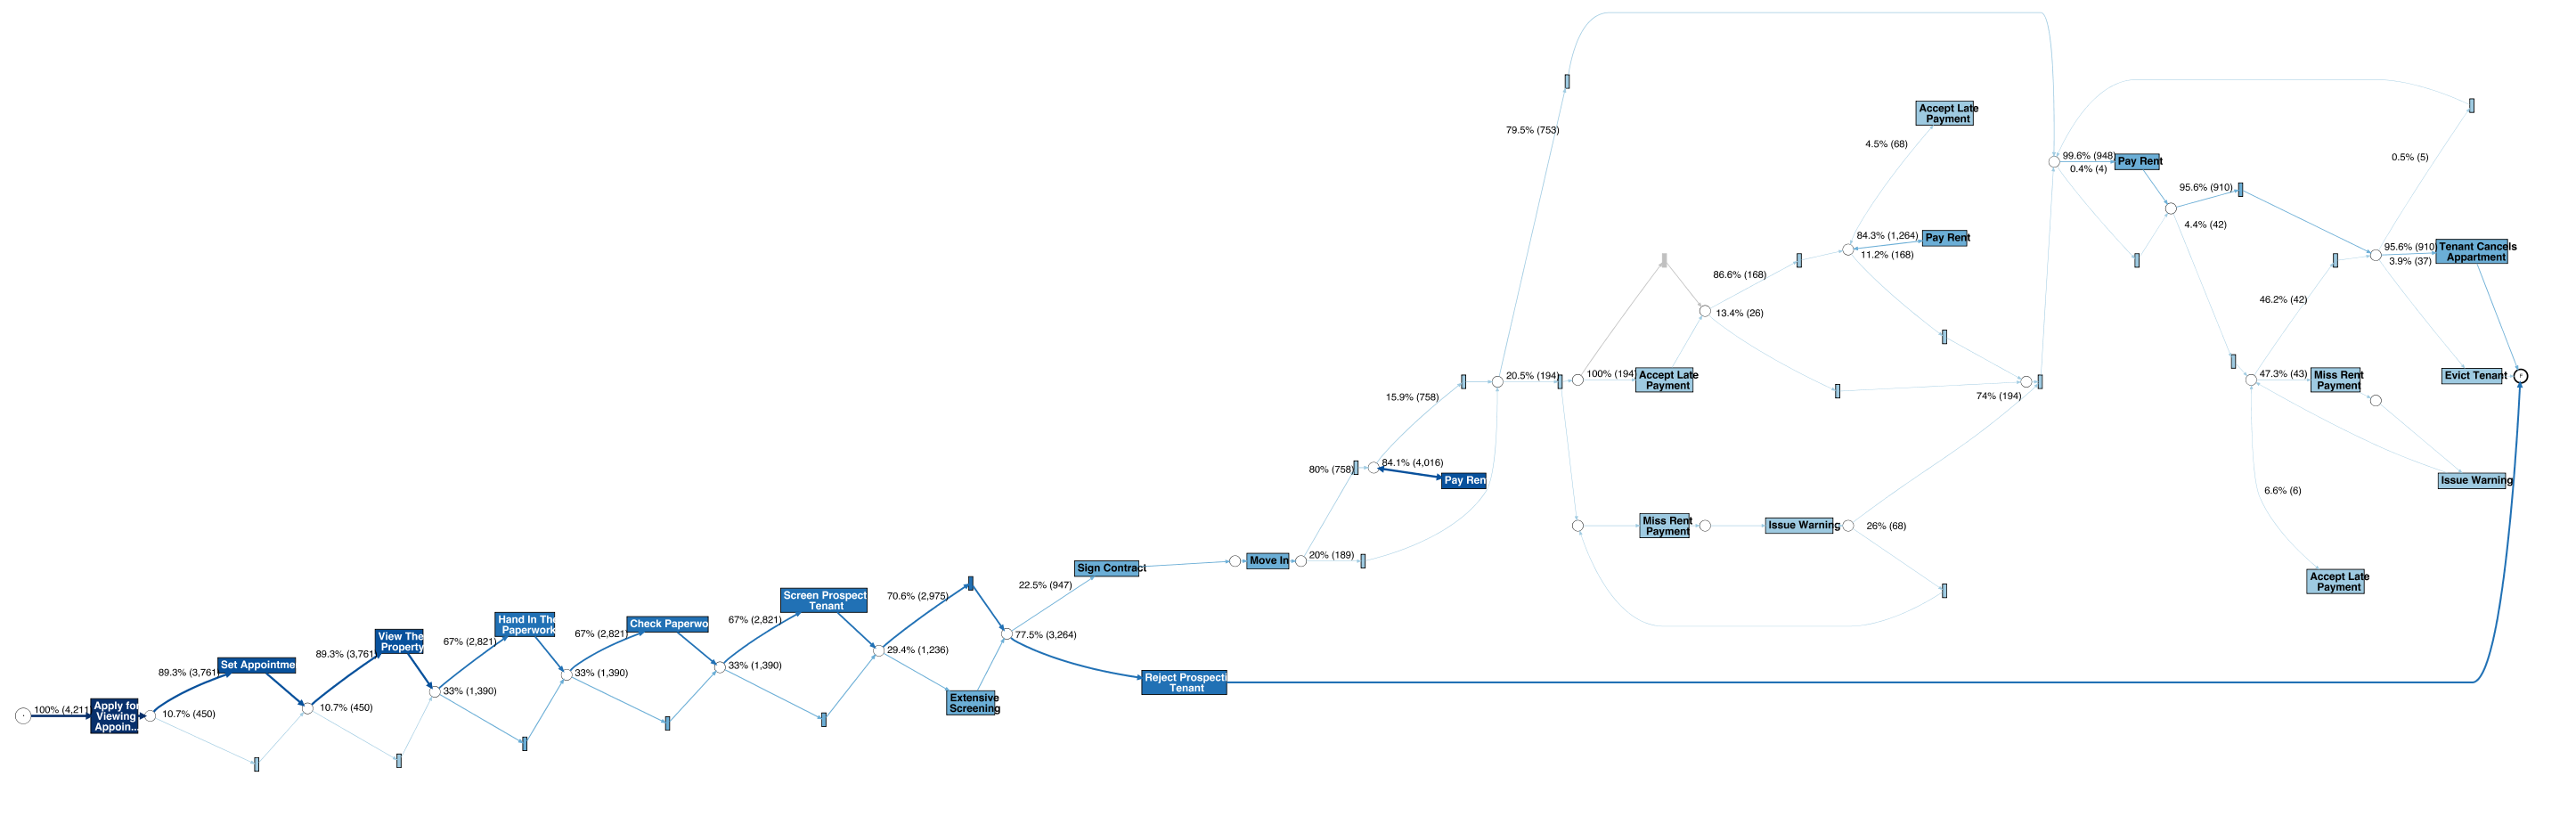 100% (4,211
Apply for
Viewing
Appoin...
89.3% (3,761
10.7% (450)
Set Appointme
89.3% (3,761)
10.7% (450)
View The
Property
67% (2,821)
33% (1,390)
Hand In The
Paperwork
67% (2,821)
33% (1,390)
Check Paperwo
67% (2,821)
33% (1,390)
Screen Prospect
Tenant
70.6% (2,975)
29.4% (1,236)
Extensive
Screening
22.5% (947)
77.5% (3,264)
Sign Contract
Reject Prospecti
Tenant
Move In
80% (758)
20% (189)
84.1% (4,016)
Pay Ren
15.9% (758)
79.5% (753)
20.5% (194)
100% (194)
Accept Late
Payment
86.6% (168)
13.4% (26)
4.5% (68)
Accept Late
Payment
84.3% (1,264)
11.2% (168)
Pay Rent
74% (194)
Miss Rent
Payment
Issue Warning
26% (68)
99.6% (948)
0.4% (4)
Pay Rent
95.6% (910)
4.4% (42)
0.5% (5)
95.6% (910)
3.9% (37)
Tenant Cancels
Appartment
46.2% (42)
47.3% (43)
Miss Rent
Payment
Evict Tenant
Issue Warning
6.6% (6)
Accept Late
Payment